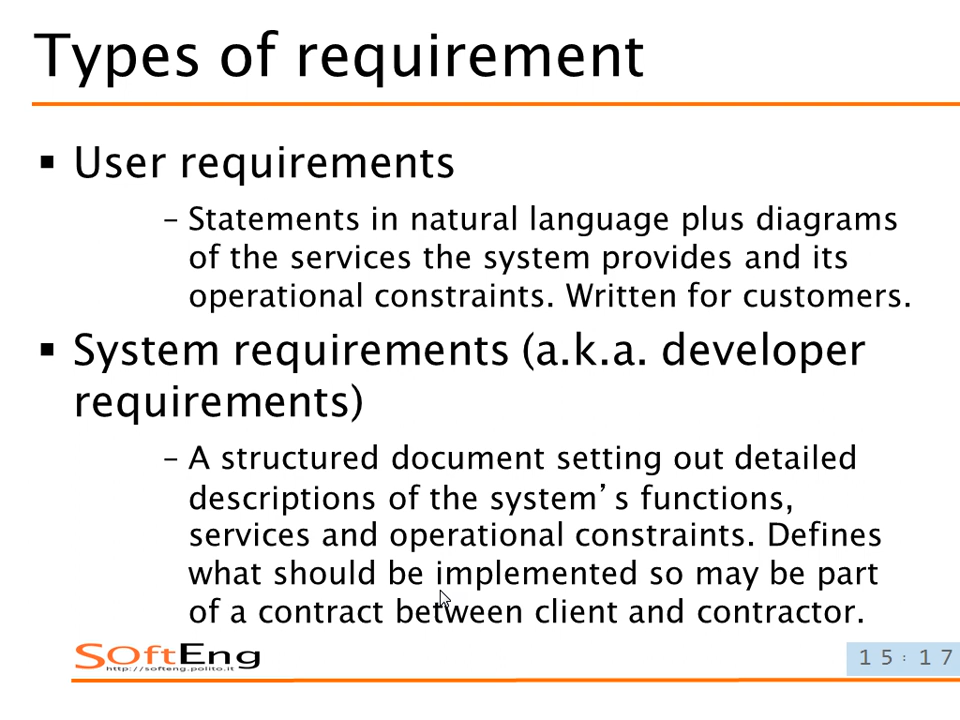 Types of requirement
▪ User requirements
– Statements in natural language plus diagrams
of the services the system provides and its
operational constraints. Written for customers.
▪ System requirements (a.k.a. developer
requirements)
– A structured document setting out detailed
descriptions of the system’s functions,
services and operational constraints. Defines
what should be implemented so may be part
of a contract between client and contractor.
SOftEng
http://softeng.polito.it
15:17